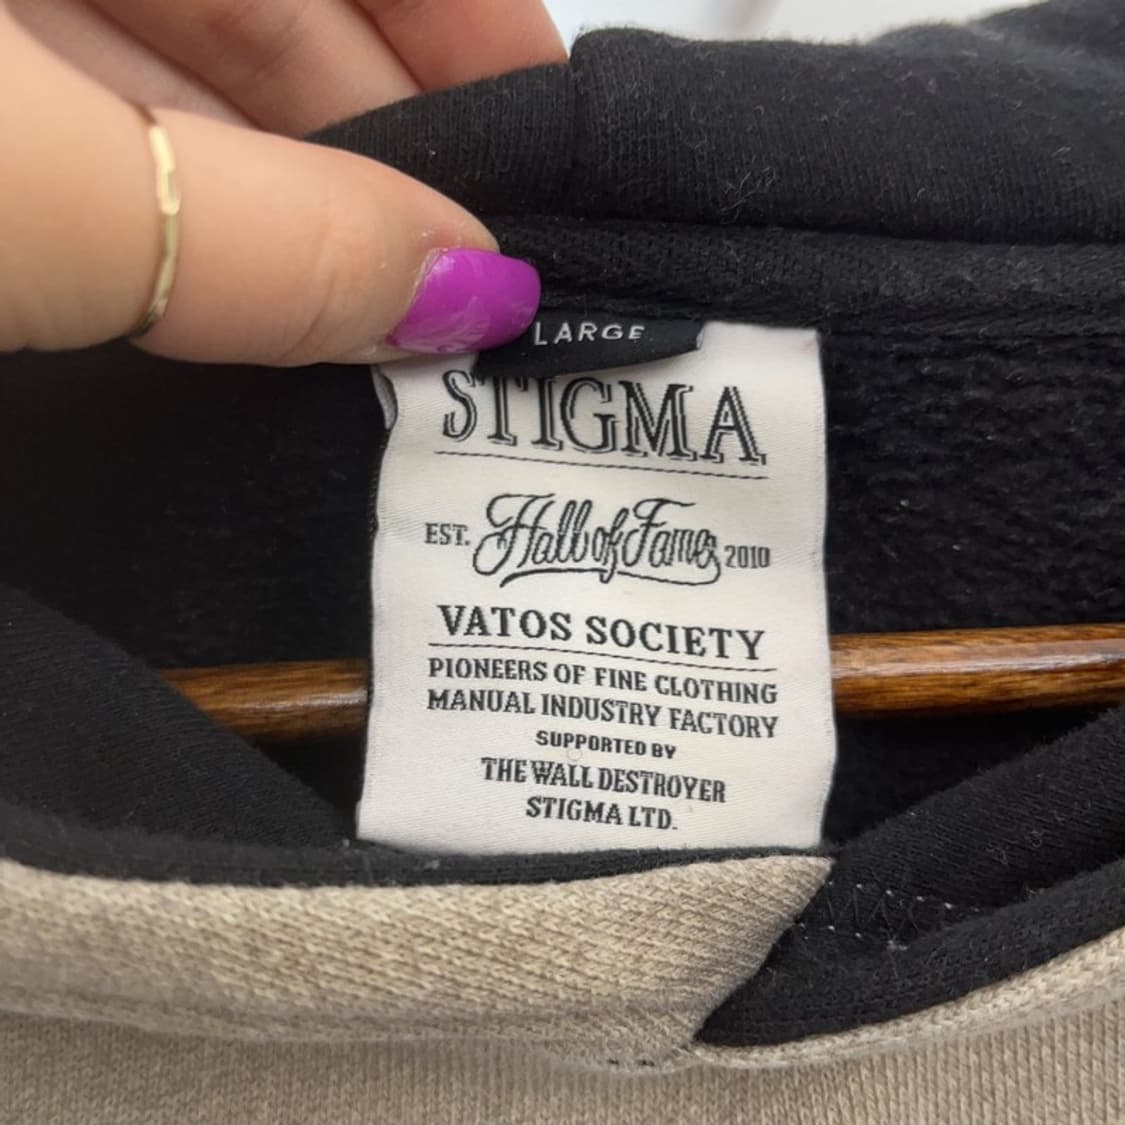 LARGE
STIGMA
EST. Hall of Fame 2010
VATOS SOCIETY
PIONEERS OF FINE CLOTHING
MANUAL INDUSTRY FACTORY
SUPPORTED BY
THE WALL DESTROYER
STIGMA LTD.